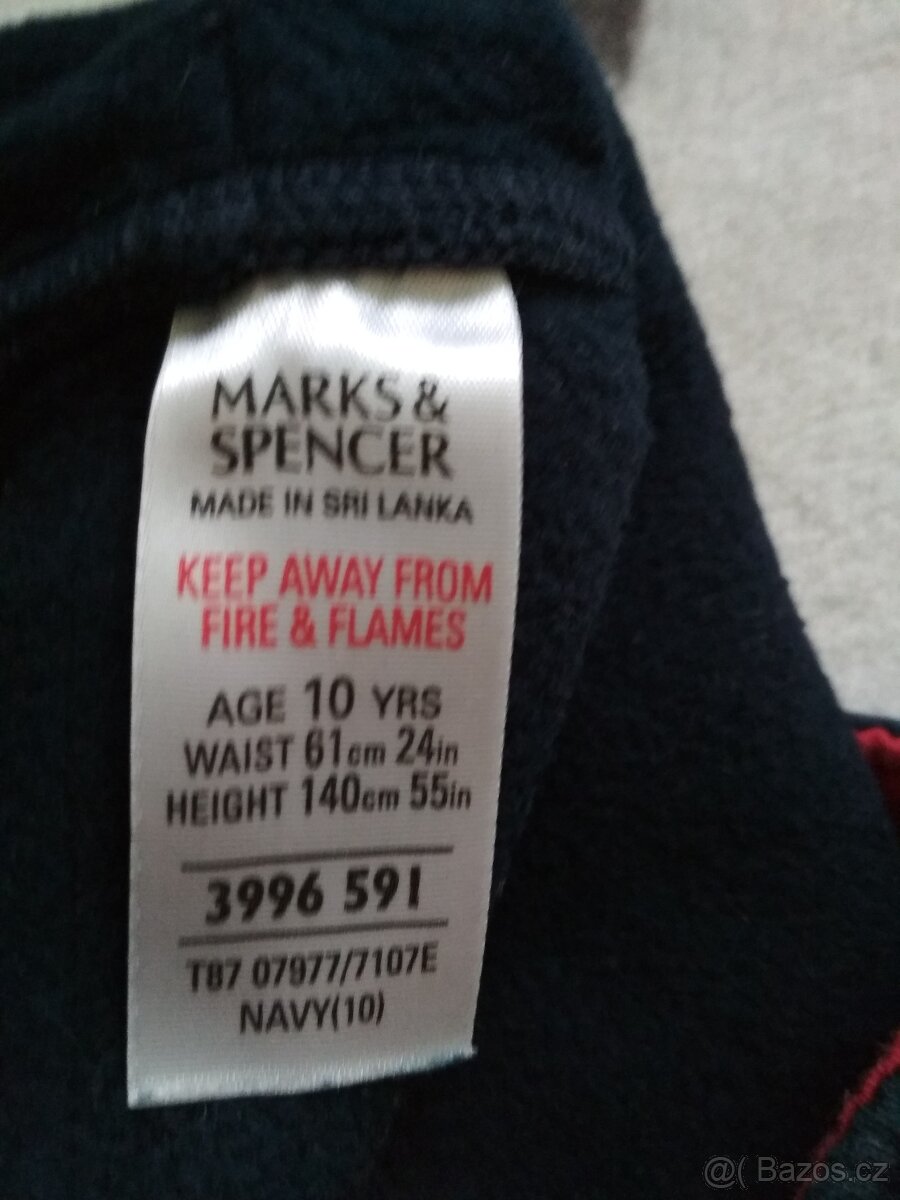 MARKS &
SPENCER
MADE IN SRI LANKA
KEEP AWAY FROM
FIRE & FLAMES
AGE 10 YRS
WAIST 61cm 24in
HEIGHT 140cm 55in
3996 591
T87 07977/7107E
NAVY(10)
@( Bazos.cz